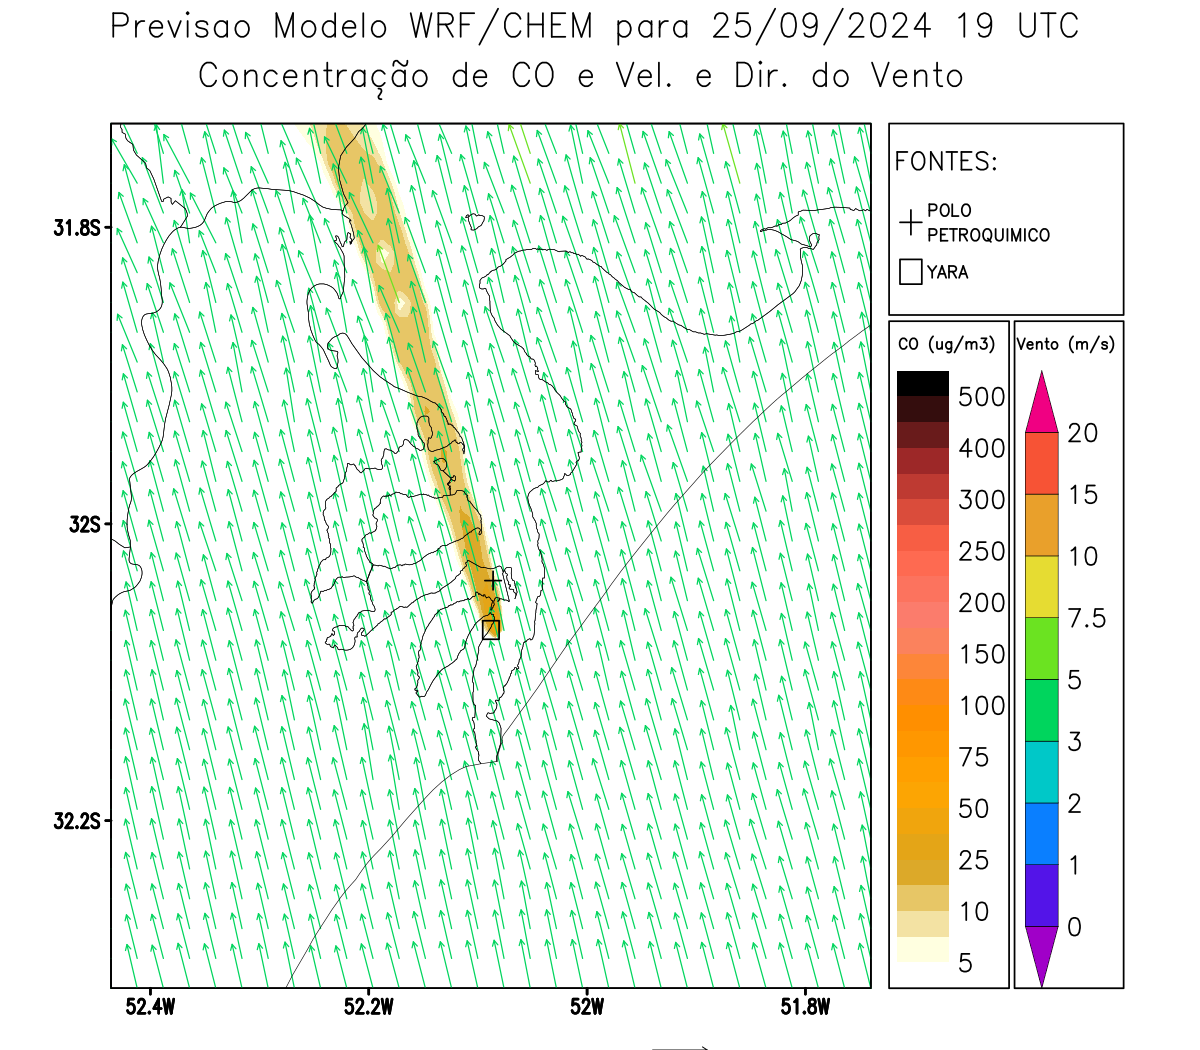 Previsao Modelo WRF/CHEM para 25/09/2024 19 UTC
Concentração de CO e Vel. e Dir. do Vento
FONTES:
POLO
PETROQUIMICO
YARA
CO (ug/m3)
500
400
300
250
200
150
100
75
50
25
10
5
Vento (m/s)
20
15
10
7.5
5
3
2
1
0
31.8S
32S
32.2S
52.4W
52.2W
52W
51.8W